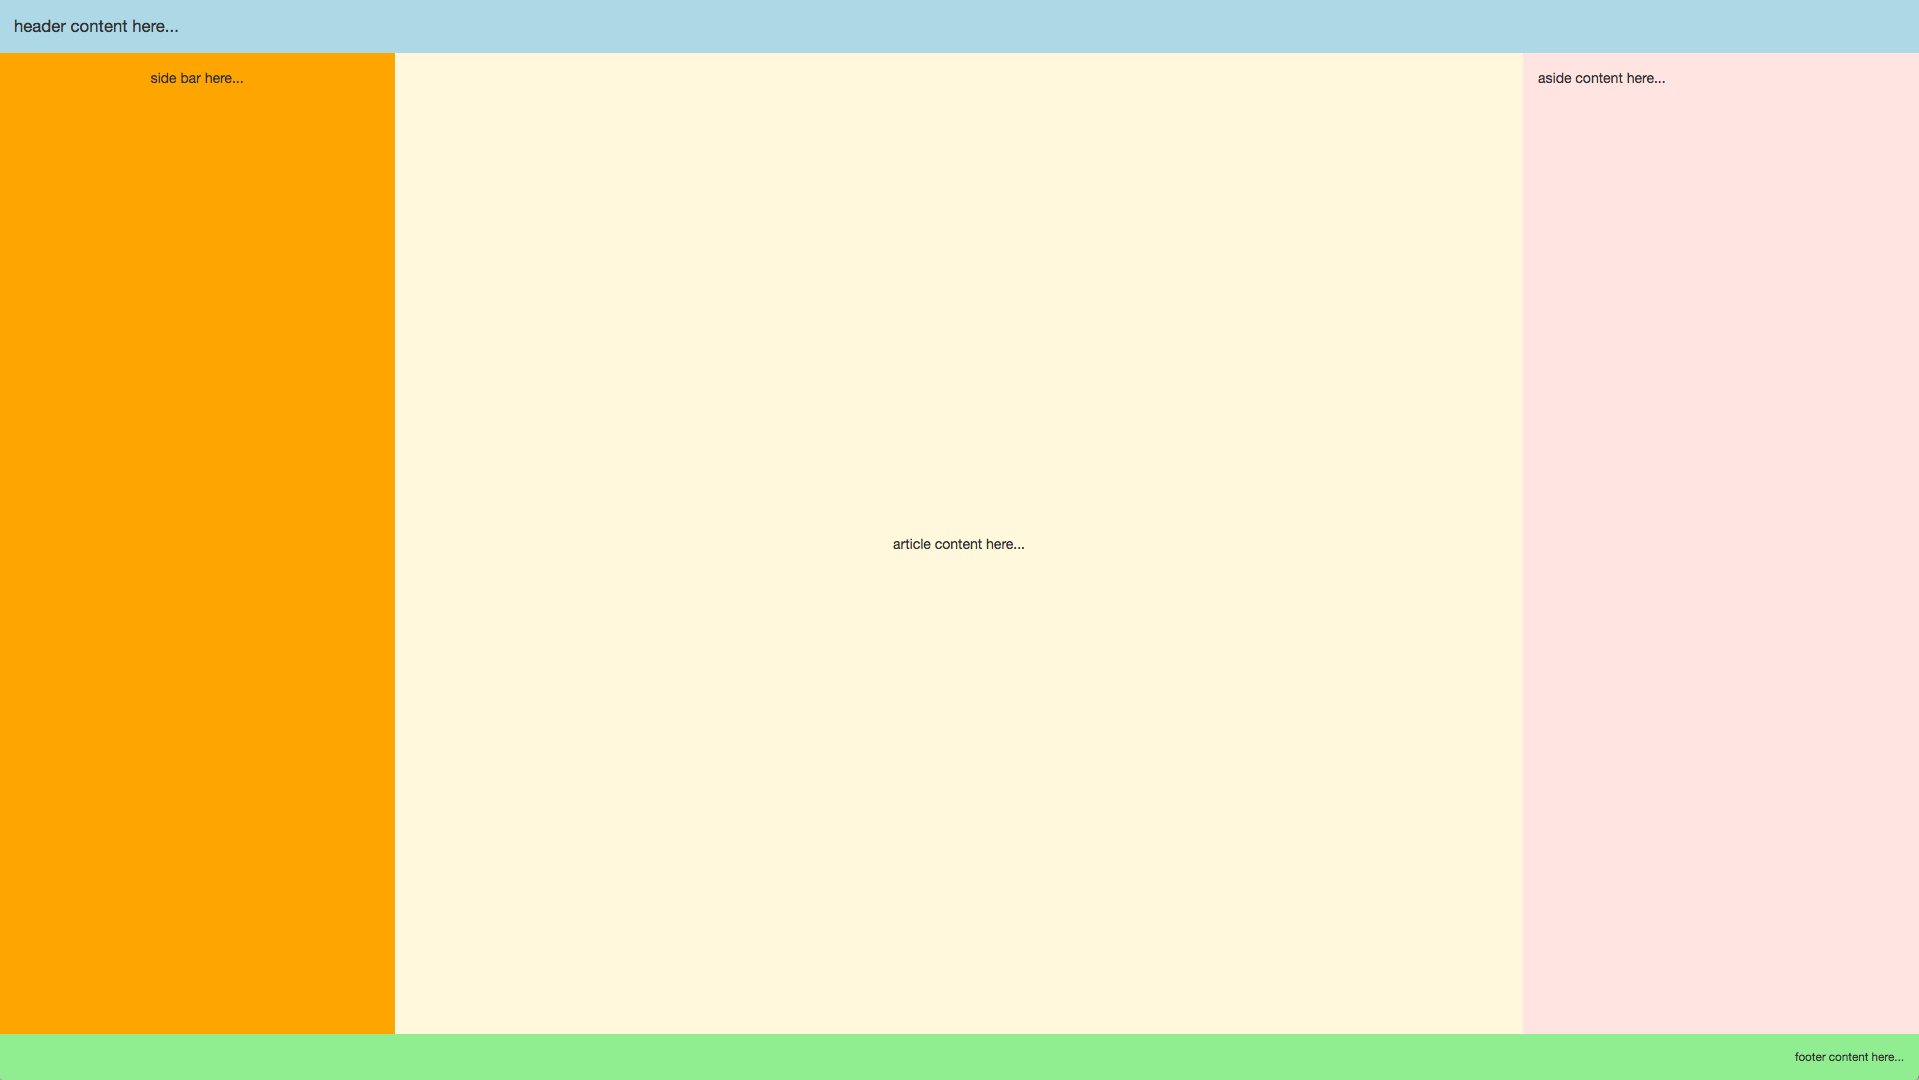 header content here...
side bar here...
aside content here...
article content here...
footer content here...